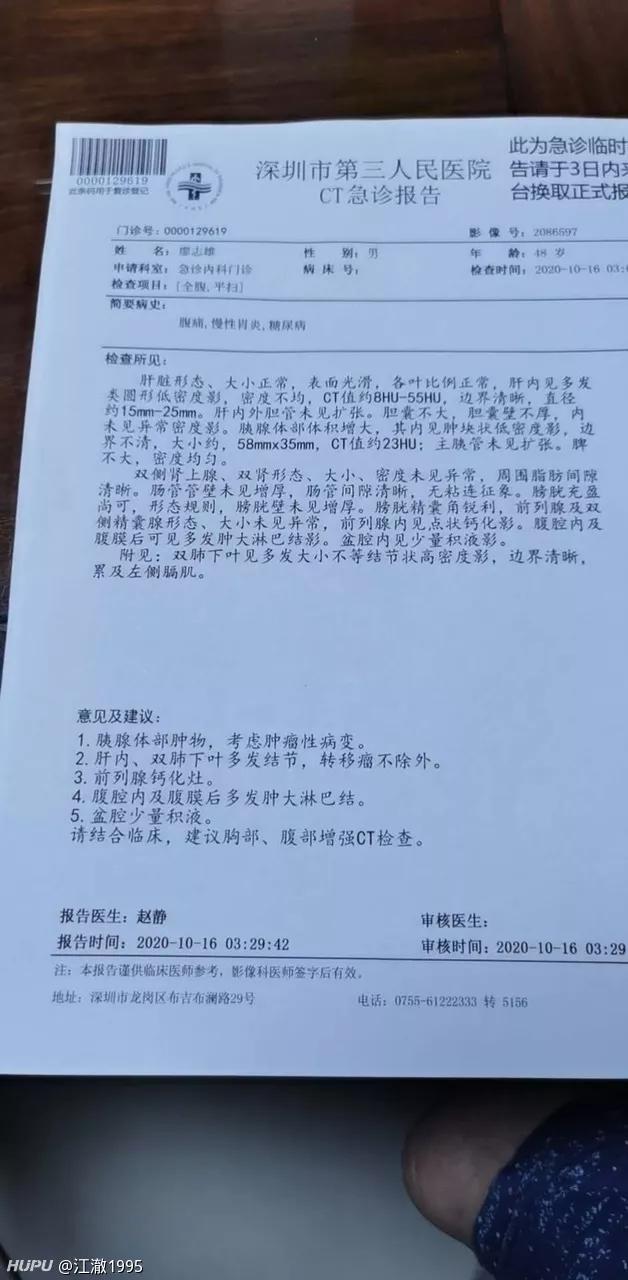 0000129619
此条码用于复诊登记
深圳市第三人民医院
CT急诊报告
此为急诊临时
告请于3日内来
台换取正式报
门诊号: 0000129619
影 像 号: 2086597
姓 名: 廖志雄
性 别: 男
年 龄: 48 岁
申请科室: 急诊内科门诊
病 床 号:
检查时间: 2020-10-16 03:
检查项目: [全腹,平扫]
简要病史:
腹痛,慢性胃炎,糖尿病
检查所见:
肝脏形态、大小正常，表面光滑，各叶比例正常，肝内见多发
类圆形低密度影，密度不均，CT值约8HU-55HU，边界清晰，直径
约15mm-25mm。肝内外胆管未见扩张。胆囊不大，胆囊壁不厚，内
未见异常密度影。胰腺体部体积增大，其内见肿块状低密度影，边
界不清，大小约，58mmx35mm，CT值约23HU；主胰管未见扩张。脾
不大，密度均匀。
双侧肾上腺、双肾形态、大小、密度未见异常，周围脂肪间隙
清晰。肠管管壁未见增厚，肠管间隙清晰，无粘连征象。膀胱充盈
尚可，形态规则，膀胱壁未见增厚。膀胱精囊角锐利，前列腺及双
侧精囊腺形态、大小未见异常，前列腺内见点状钙化影。腹腔内及
腹膜后可见多发肿大淋巴结影。盆腔内见少量积液影。
附见：双肺下叶见多发大小不等结节状高密度影，边界清晰，
累及左侧膈肌。
意见及建议:
1. 胰腺体部肿物，考虑肿瘤性病变。
2. 肝内、双肺下叶多发结节，转移瘤不除外。
3. 前列腺钙化灶。
4. 腹腔内及腹膜后多发肿大淋巴结。
5. 盆腔少量积液。
请结合临床，建议胸部、腹部增强CT检查。
报告医生: 赵静
审核医生:
报告时间: 2020-10-16 03:29:42
审核时间: 2020-10-16 03:29
注: 本报告谨供临床医师参考，影像科医师签字后有效。
地址: 深圳市龙岗区布吉布澜路29号
电话: 0755-61222333 转 5156
HUPU @江澈1995